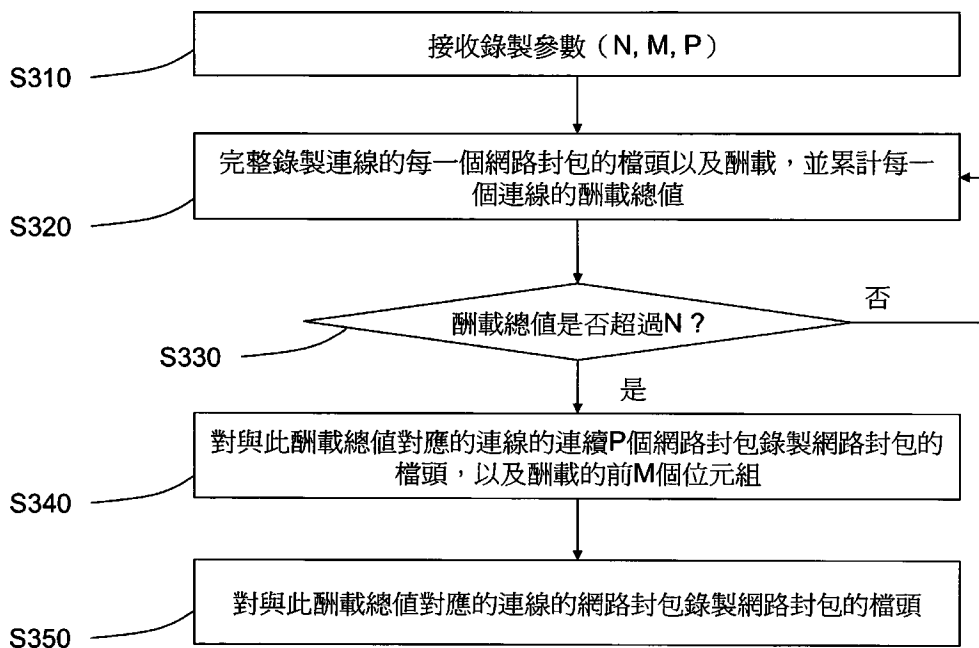 接收錄製參數（N, M, P）
S310
完整錄製連線的每一個網路封包的檔頭以及酬載，並累計每一
個連線的酬載總值
S320
否
酬載總值是否超過N？
S330
是
對與此酬載總值對應的連線的連續P個網路封包錄製網路封包的
檔頭，以及酬載的前M個位元組
S340
對與此酬載總值對應的連線的網路封包錄製網路封包的檔頭
S350